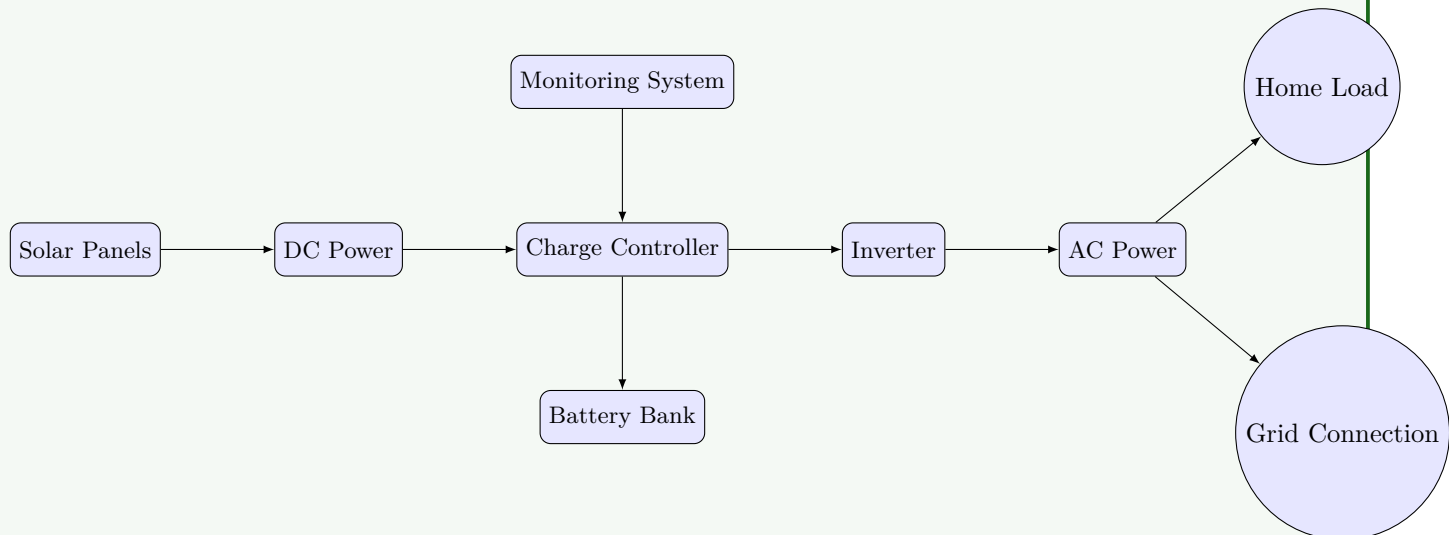 Home Load
Monitoring System
Solar Panels
DC Power
Charge Controller
Inverter
AC Power
Battery Bank
Grid Connection